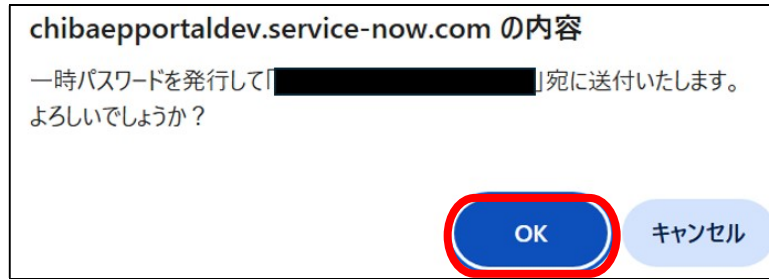 chibaepportaldev.service-now.com の内容
一時パスワードを発行して「」宛に送付いたします。
よろしいでしょうか？
OK
キャンセル